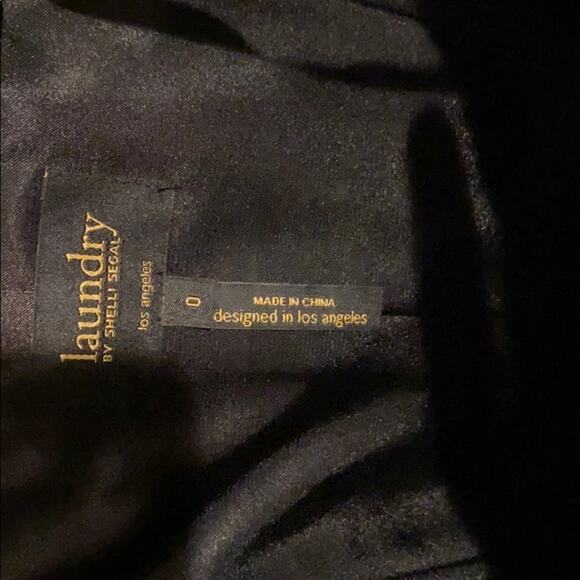 laundry
BY SHELLI SEGAL
los angeles
0
MADE IN CHINA
designed in los angeles